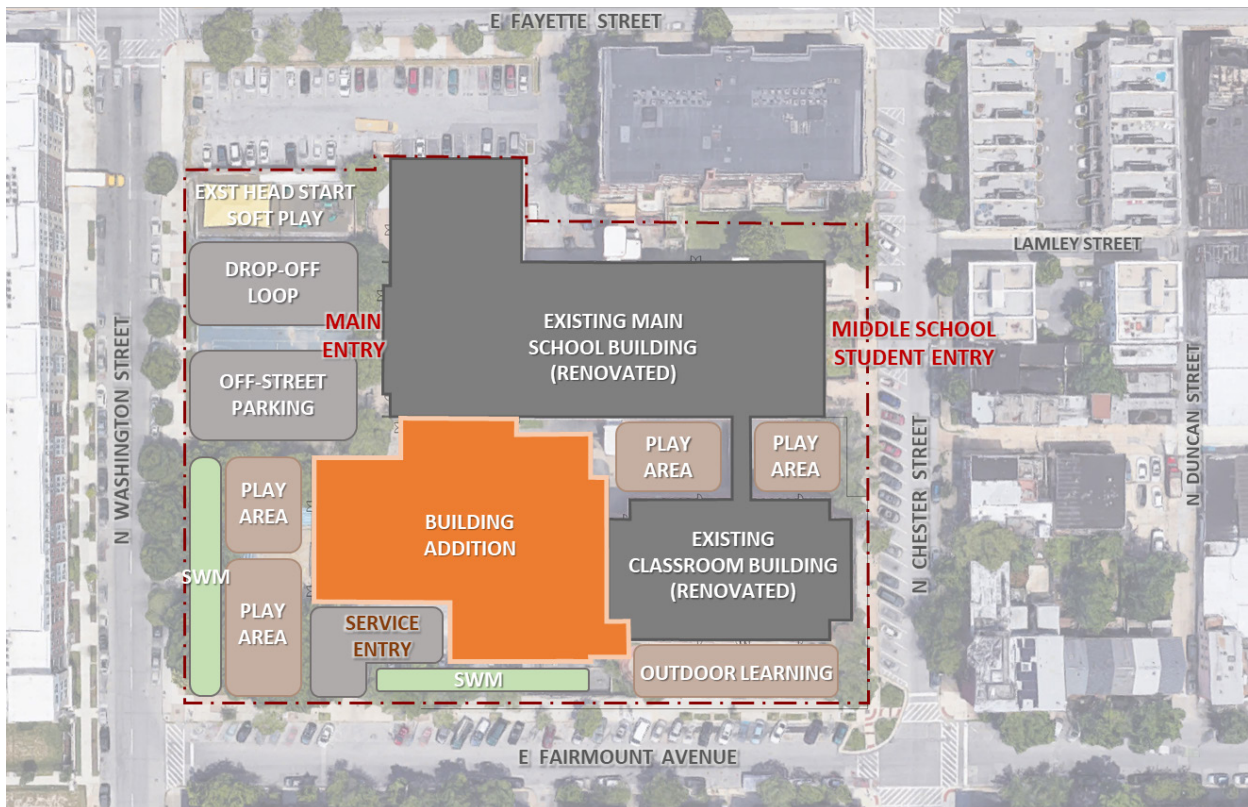 E FAYETTE STREET
EXST HEAD START
SOFT PLAY
DROP-OFF
LOOP
LAMLEY STREET
MAIN
ENTRY
EXISTING MAIN
SCHOOL BUILDING
(RENOVATED)
MIDDLE SCHOOL
STUDENT ENTRY
OFF-STREET
PARKING
N WASHINGTON STREET
N CHESTER STREET
N DUNCAN STREET
PLAY
AREA
PLAY
AREA
PLAY
AREA
BUILDING
ADDITION
EXISTING
CLASSROOM BUILDING
(RENOVATED)
SWM
PLAY
AREA
SERVICE
ENTRY
SWM
OUTDOOR LEARNING
E FAIRMOUNT AVENUE